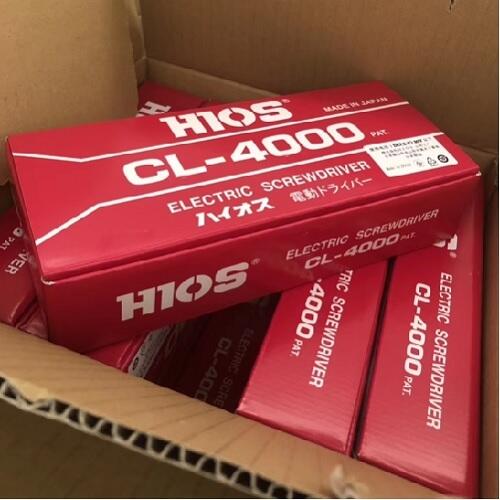 HIOS®
MADE IN JAPAN
CL-4000 PAT.
ELECTRIC SCREWDRIVER
ハイオス 電動ドライバー
HIOS®
ELECTRIC SCREWDRIVER
CL-4000 PAT.
ELECTRIC SCREWDRIVER
CL-4000 PAT.
ELECTRIC SCREWDRIVER
CL-4000
PAT.